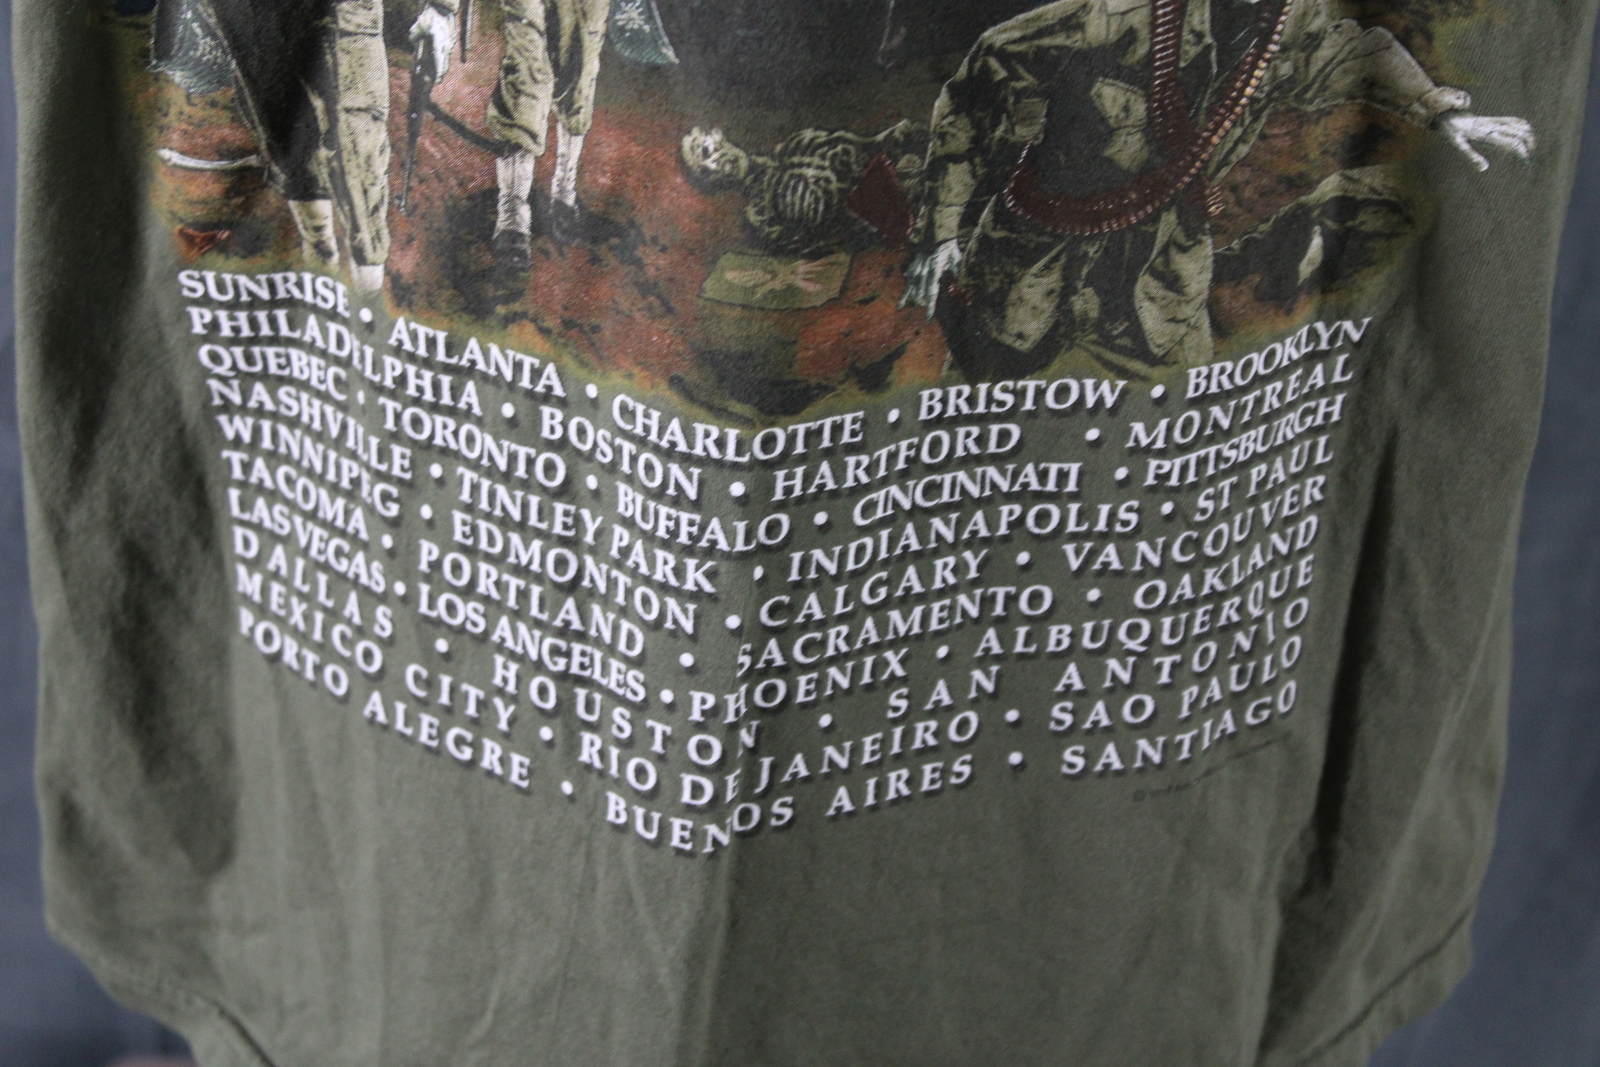 SUNRISE • ATLANTA • CHARLOTTE • BRISTOW • BROOKLYN
PHILADELPHIA • BOSTON • HARTFORD • MONTREAL
QUEBEC • TORONTO • BUFFALO • CINCINNATI • PITTSBURGH
NASHVILLE • TINLEY PARK • INDIANAPOLIS • ST PAUL
WINNIPEG • EDMONTON • CALGARY • VANCOUVER
TACOMA • PORTLAND • SACRAMENTO • OAKLAND
LAS VEGAS • LOS ANGELES • PHOENIX • ALBUQUERQUE
DALLAS • HOUSTON • SAN ANTONIO
MEXICO CITY • RIO DE JANEIRO • SAO PAULO
PORTO ALEGRE • BUENOS AIRES • SANTIAGO